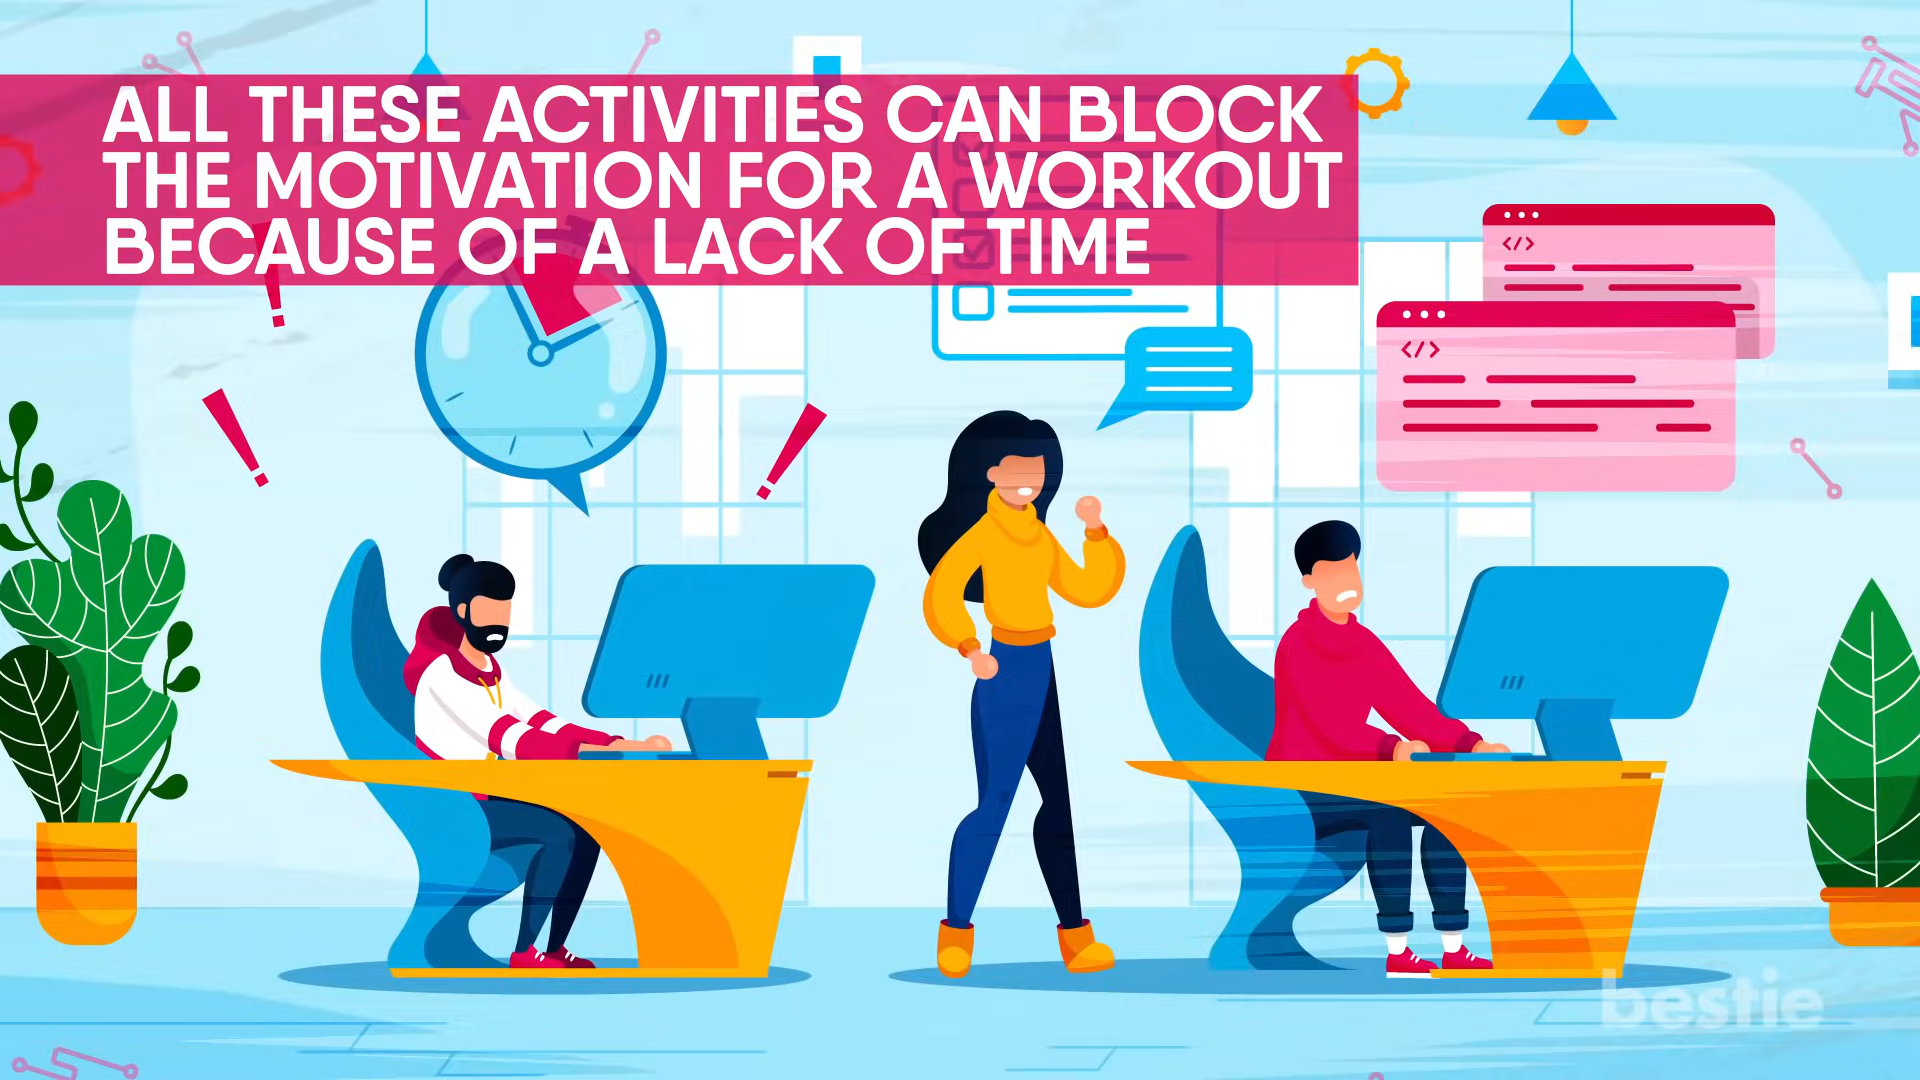 ALL THESE ACTIVITIES CAN BLOCK
THE MOTIVATION FOR A WORKOUT
BECAUSE OF A LACK OF TIME
</>
</>
bestie